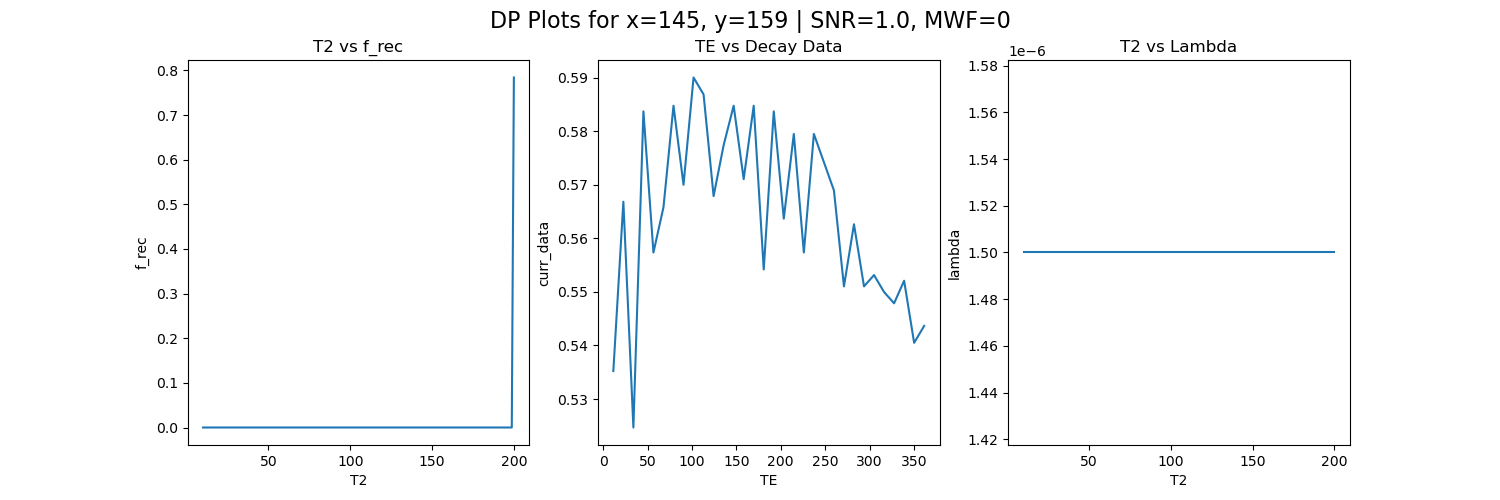 DP Plots for x=145, y=159 | SNR=1.0, MWF=0
T2 vs f_rec
0.8
0.7
0.6
0.5
0.4
0.3
0.2
0.1
0.0
f_rec
50 100 150 200
T2
TE vs Decay Data
0.59
0.58
0.57
0.56
0.55
0.54
0.53
curr_data
0 50 100 150 200 250 300 350
TE
T2 vs Lambda
1e−6
1.58
1.56
1.54
1.52
1.50
1.48
1.46
1.44
1.42
lambda
50 100 150 200
T2